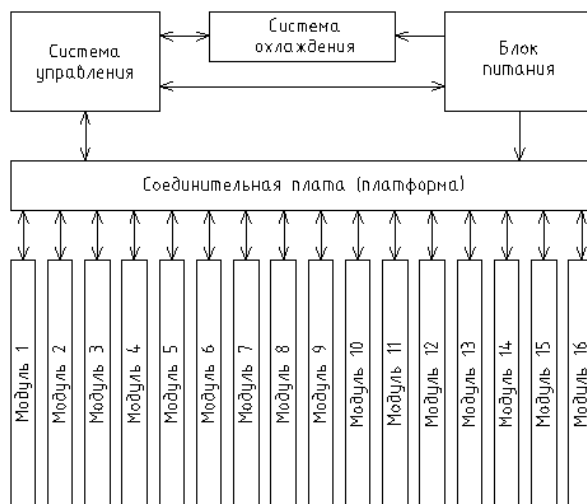 Система
управления
Система
охлаждения
Блок
питания
Соединительная плата (платформа)
Модуль 1
Модуль 2
Модуль 3
Модуль 4
Модуль 5
Модуль 6
Модуль 7
Модуль 8
Модуль 9
Модуль 10
Модуль 11
Модуль 12
Модуль 13
Модуль 14
Модуль 15
Модуль 16